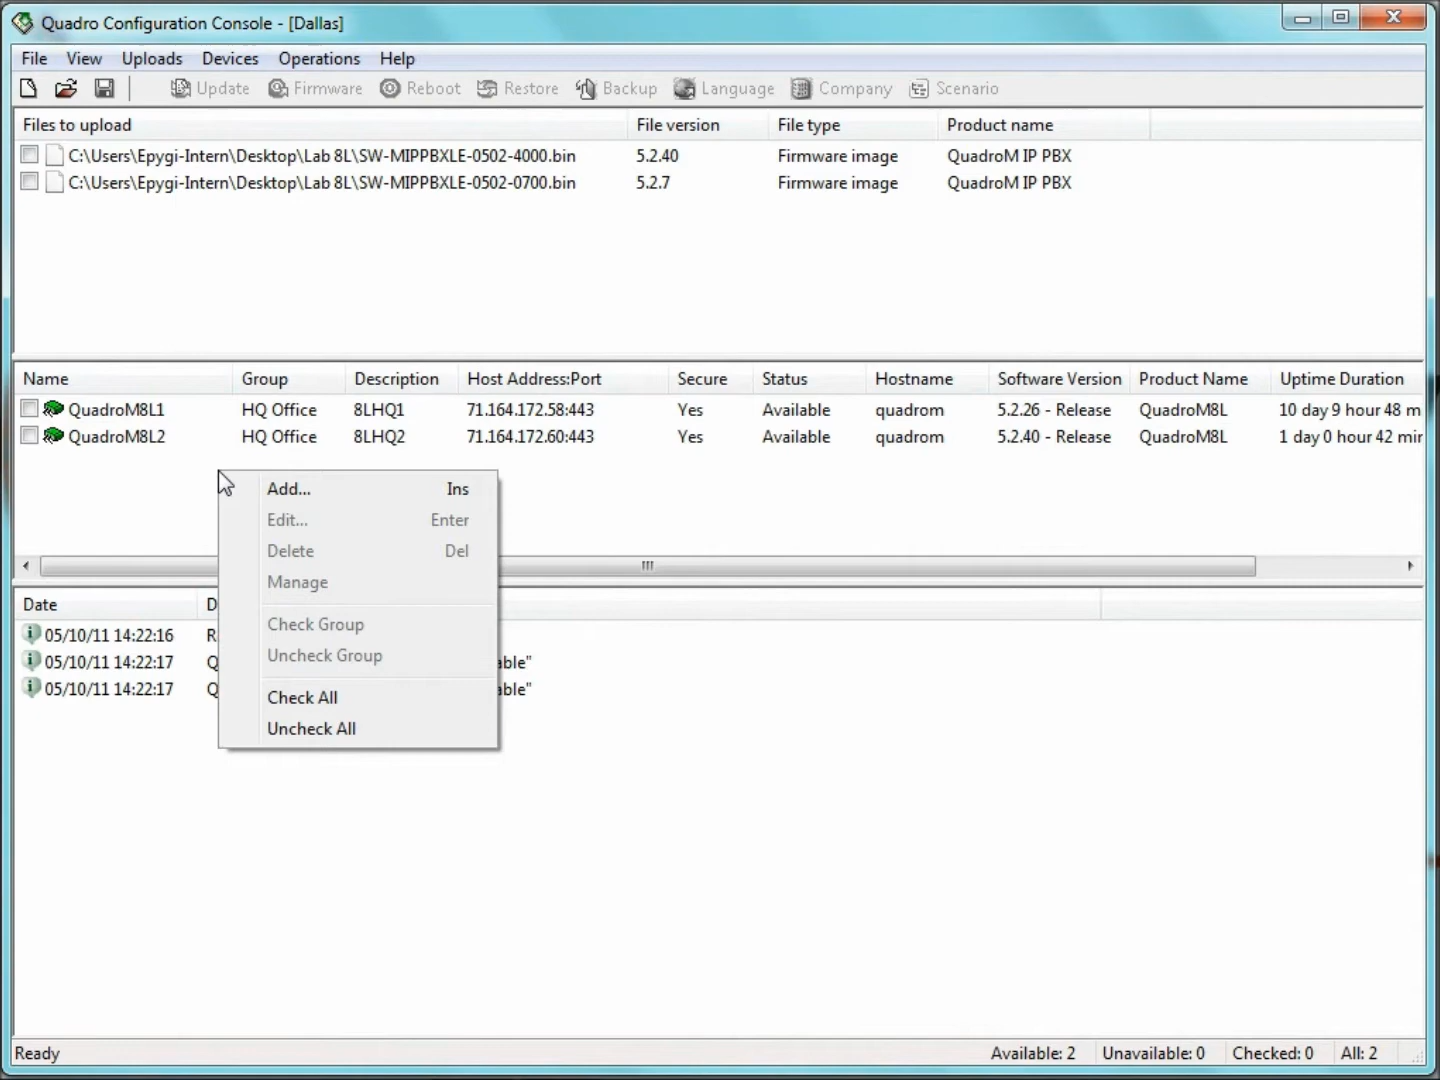 Quadro Configuration Console - [Dallas]
File View Uploads Devices Operations Help
Update Firmware Reboot Restore Backup Language Company Scenario
Files to upload File version File type Product name
C:\Users\Epygi-Intern\Desktop\Lab 8L\SW-MIPPBXLE-0502-4000.bin 5.2.40 Firmware image QuadroM IP PBX
C:\Users\Epygi-Intern\Desktop\Lab 8L\SW-MIPPBXLE-0502-0700.bin 5.2.7 Firmware image QuadroM IP PBX
Name Group Description Host Address:Port Secure Status Hostname Software Version Product Name Uptime Duration
QuadroM8L1 HQ Office 8LHQ1 71.164.172.58:443 Yes Available quadrom 5.2.26 - Release QuadroM8L 10 day 9 hour 48 m
QuadroM8L2 HQ Office 8LHQ2 71.164.172.60:443 Yes Available quadrom 5.2.40 - Release QuadroM8L 1 day 0 hour 42 min
Add... Ins
Edit... Enter
Delete Del
Manage
Check Group
Uncheck Group
Check All
Uncheck All
Date D
05/10/11 14:22:16 R
05/10/11 14:22:17 Q able"
05/10/11 14:22:17 Q able"
Ready Available: 2 Unavailable: 0 Checked: 0 All: 2